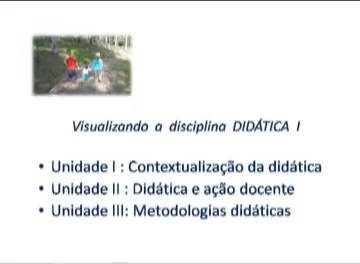 Visualizando a disciplina DIDÁTICA I
• Unidade I : Contextualização da didática
• Unidade II : Didática e ação docente
• Unidade III: Metodologias didáticas